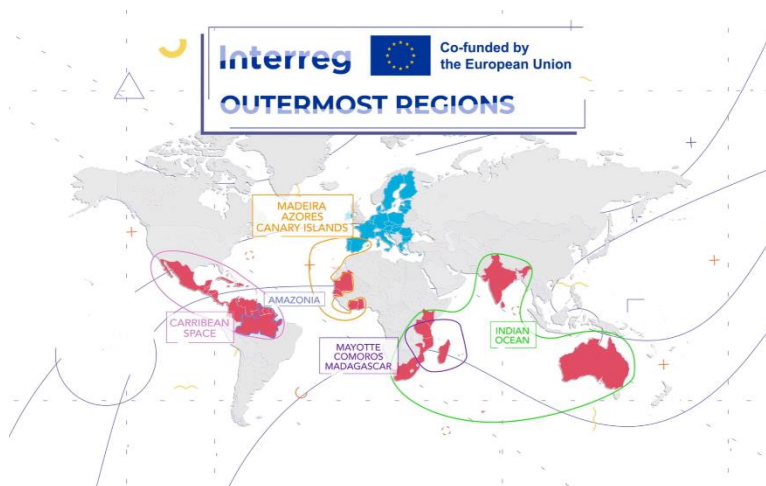 Interreg
Co-funded by
the European Union
OUTERMOST REGIONS
MADEIRA
AZORES
CANARY ISLANDS
AMAZONIA
CARRIBEAN
SPACE
MAYOTTE
COMOROS
MADAGASCAR
INDIAN
OCEAN